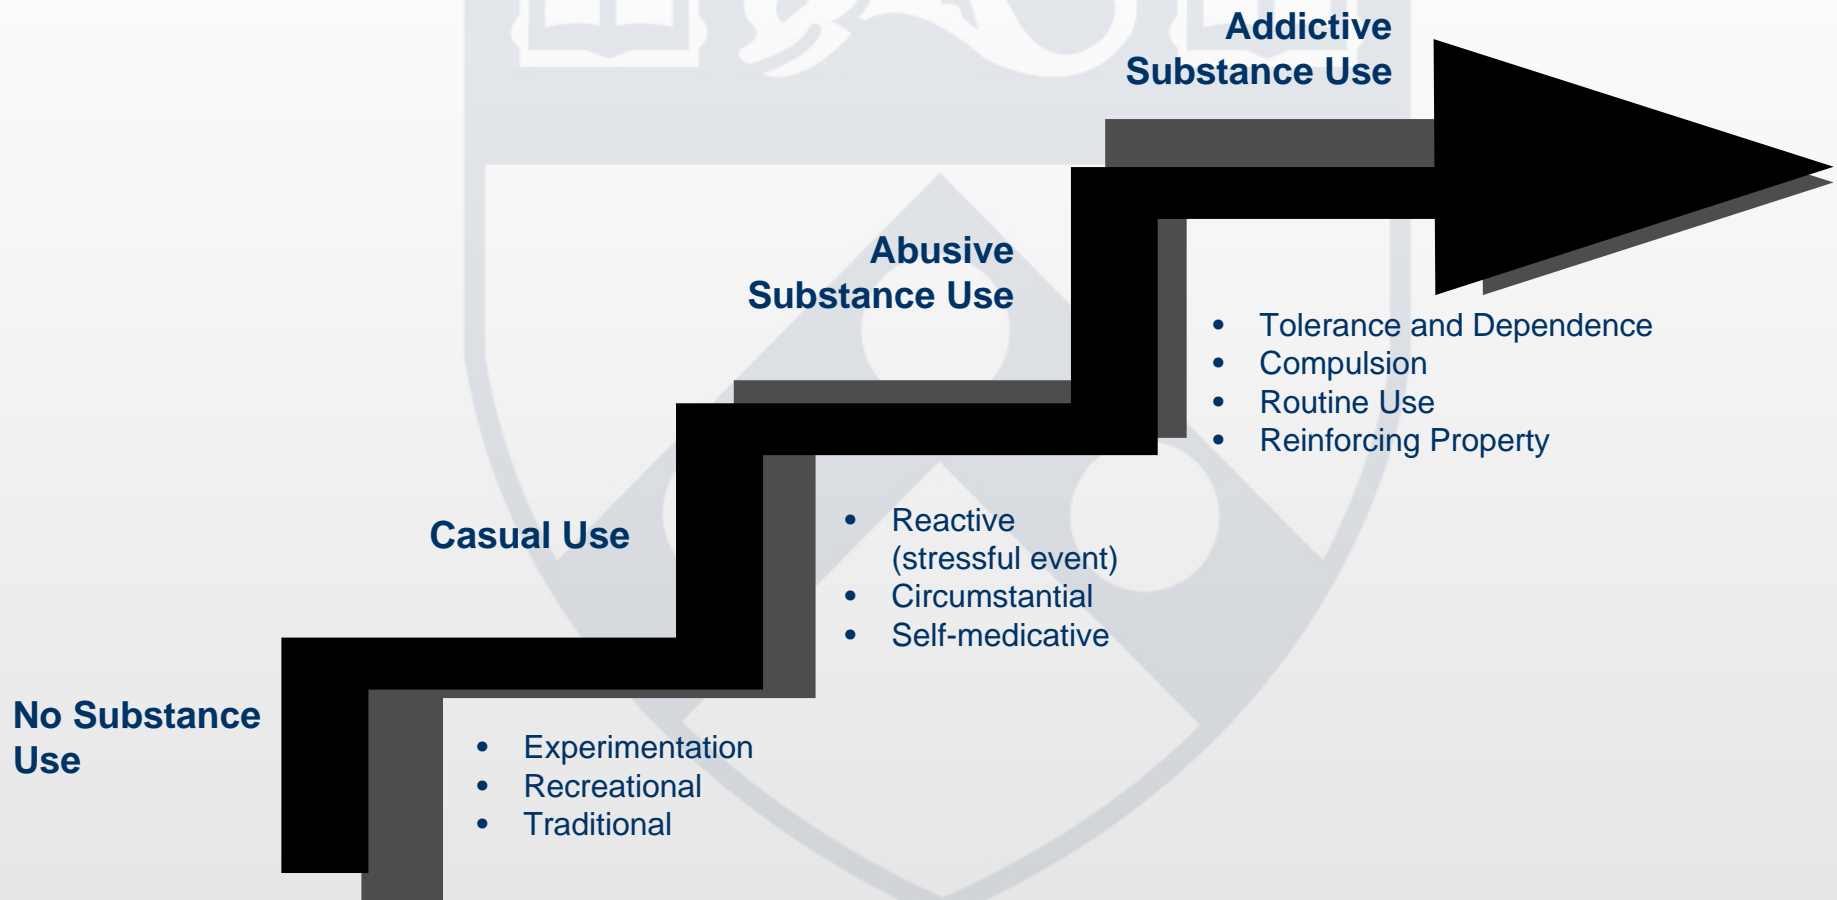 Addictive
Substance Use
• Tolerance and Dependence
• Compulsion
• Routine Use
• Reinforcing Property
Abusive
Substance Use
• Reactive
(stressful event)
• Circumstantial
• Self-medicative
Casual Use
• Experimentation
• Recreational
• Traditional
No Substance
Use